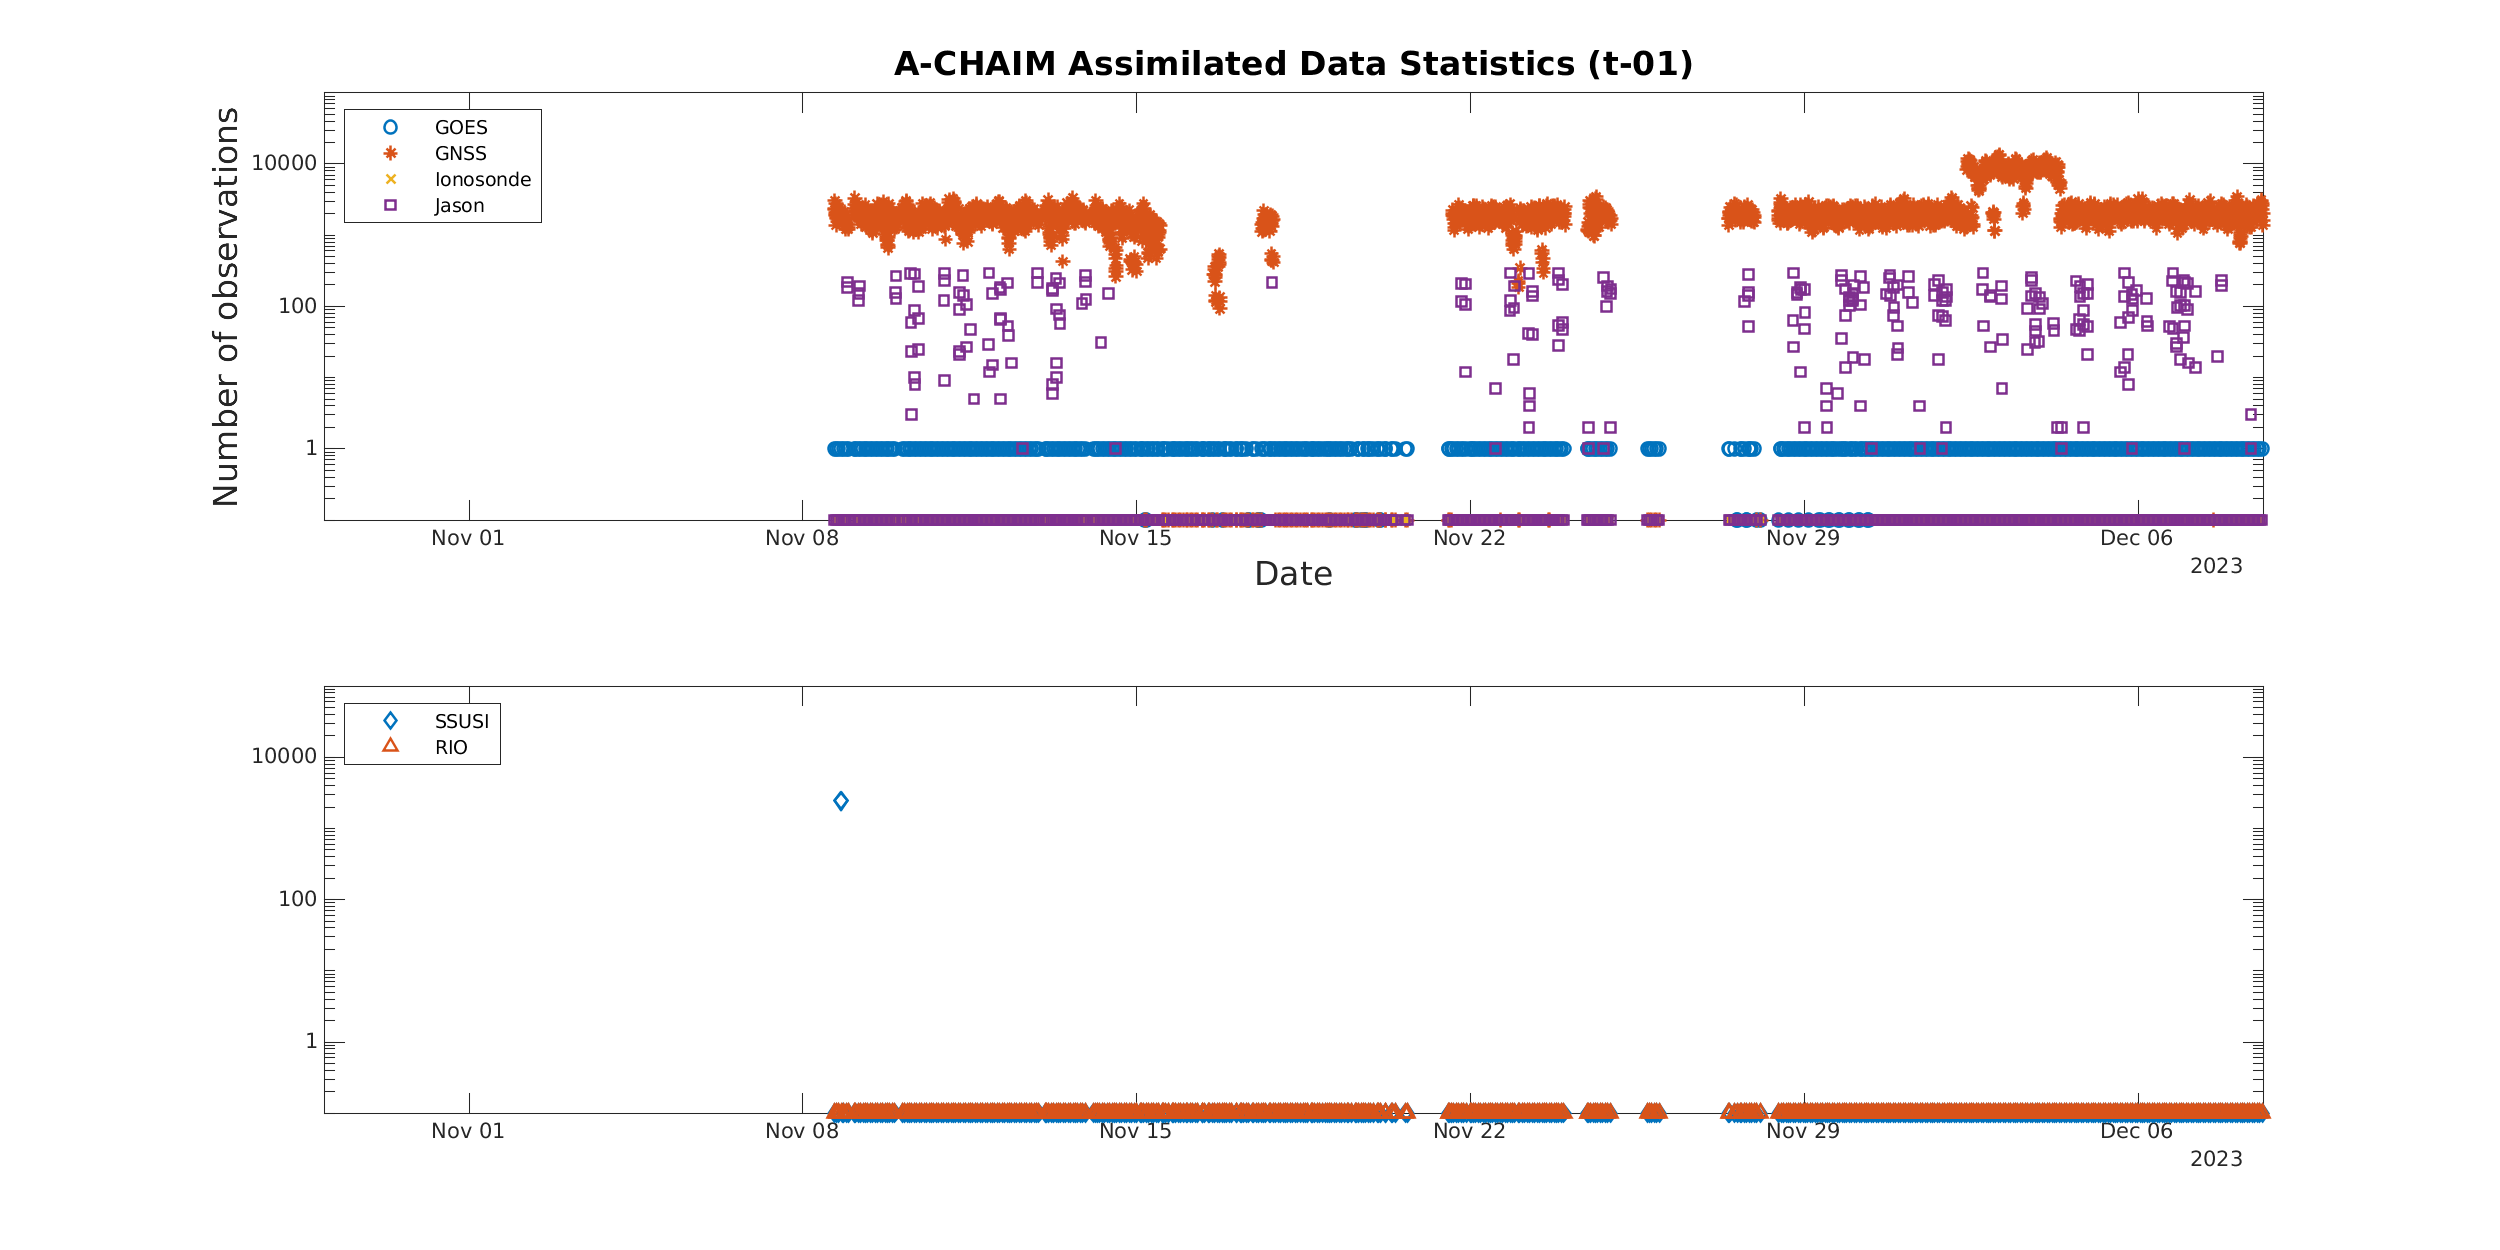 A-CHAIM Assimilated Data Statistics (t-01)
Number of observations
GOES
GNSS
Ionosonde
Jason
10000
100
1
Nov 01 Nov 08 Nov 15 Nov 22 Nov 29 Dec 06
2023
Date
SSUSI
RIO
10000
100
1
Nov 01 Nov 08 Nov 15 Nov 22 Nov 29 Dec 06
2023